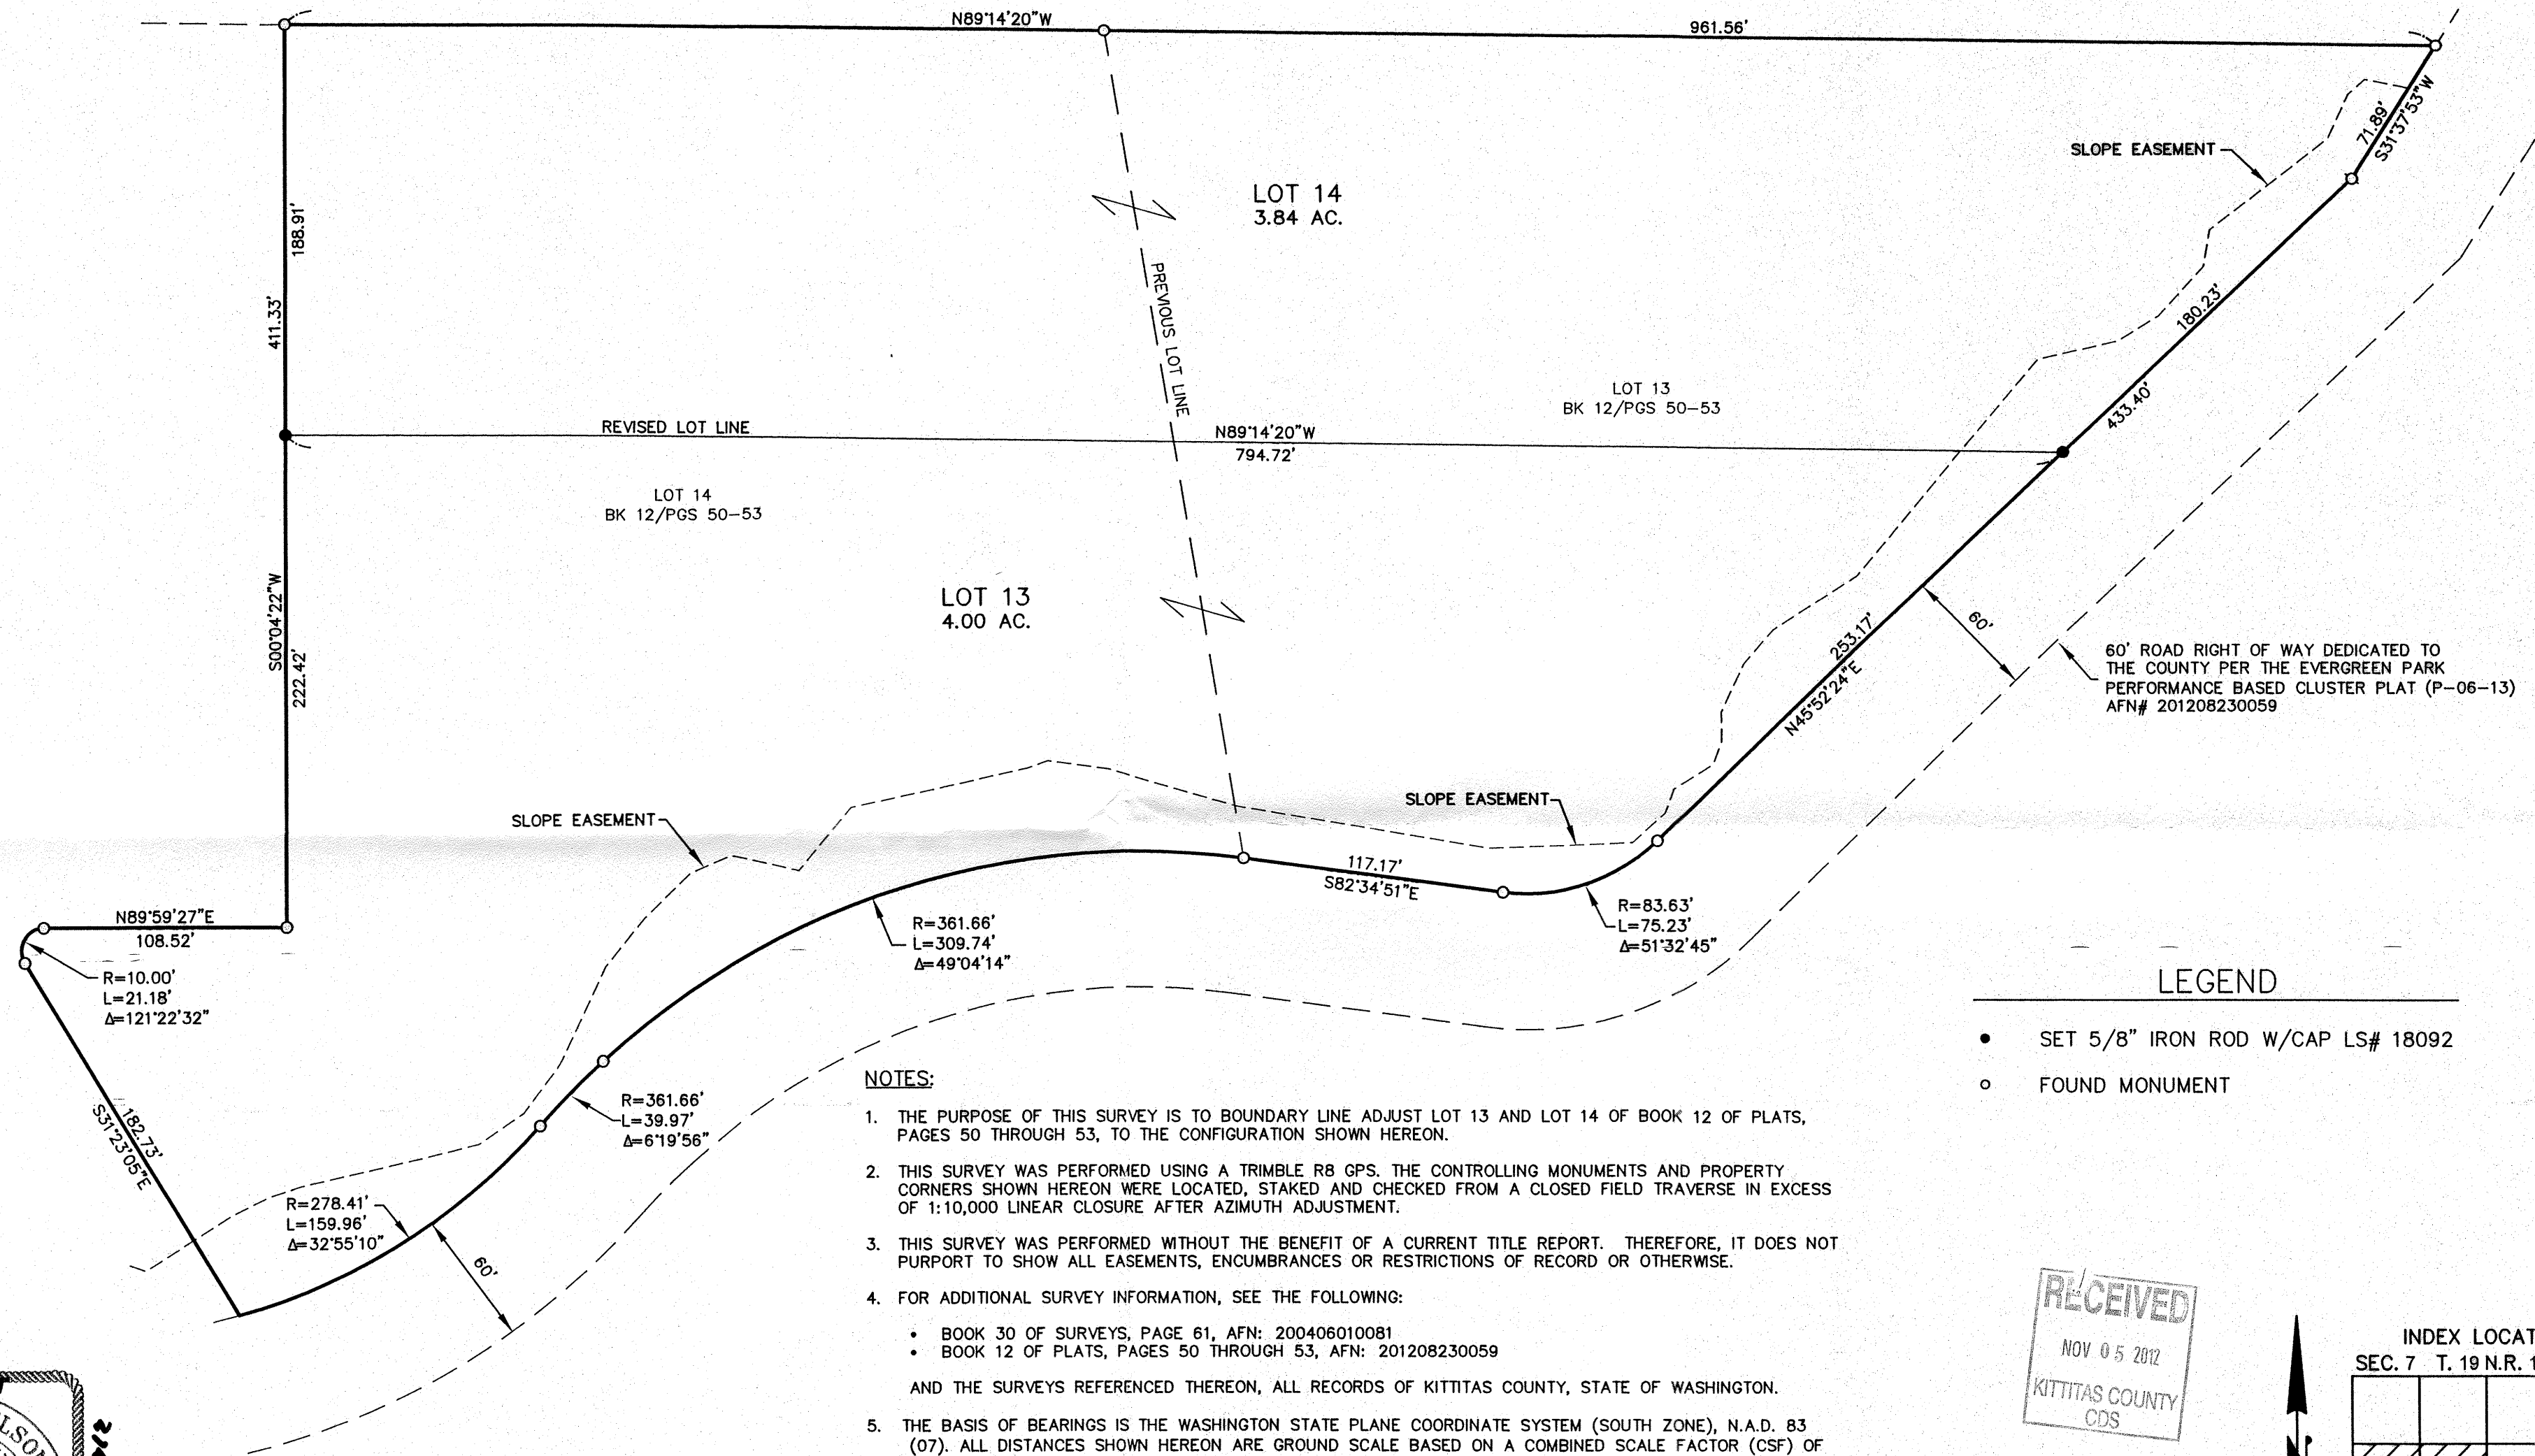 N89°14'20"W
961.56'
71.89'
S31°37'53"W
SLOPE EASEMENT
LOT 14
3.84 AC.
188.91'
411.33'
PREVIOUS LOT LINE
180.23'
433.40'
LOT 13
BK 12/PGS 50-53
REVISED LOT LINE
N89°14'20"W
794.72'
LOT 14
BK 12/PGS 50-53
LOT 13
4.00 AC.
S00°04'22"W
222.42'
253.17'
N45°52'24"E
60'
60' ROAD RIGHT OF WAY DEDICATED TO
THE COUNTY PER THE EVERGREEN PARK
PERFORMANCE BASED CLUSTER PLAT (P-06-13)
AFN# 201208230059
SLOPE EASEMENT
SLOPE EASEMENT
117.17'
S82°34'51"E
R=83.63'
L=75.23'
Δ=51°32'45"
R=361.66'
L=309.74'
Δ=49°04'14"
N89°59'27"E
108.52'
R=10.00'
L=21.18'
Δ=121°22'32"
182.73'
S31°23'05"E
R=361.66'
L=39.97'
Δ=6°19'56"
R=278.41'
L=159.96'
Δ=32°55'10"
60'
LEGEND
SET 5/8" IRON ROD W/CAP LS# 18092
FOUND MONUMENT
NOTES:
1. THE PURPOSE OF THIS SURVEY IS TO BOUNDARY LINE ADJUST LOT 13 AND LOT 14 OF BOOK 12 OF PLATS,
PAGES 50 THROUGH 53, TO THE CONFIGURATION SHOWN HEREON.
2. THIS SURVEY WAS PERFORMED USING A TRIMBLE R8 GPS. THE CONTROLLING MONUMENTS AND PROPERTY
CORNERS SHOWN HEREON WERE LOCATED, STAKED AND CHECKED FROM A CLOSED FIELD TRAVERSE IN EXCESS
OF 1:10,000 LINEAR CLOSURE AFTER AZIMUTH ADJUSTMENT.
3. THIS SURVEY WAS PERFORMED WITHOUT THE BENEFIT OF A CURRENT TITLE REPORT. THEREFORE, IT DOES NOT
PURPORT TO SHOW ALL EASEMENTS, ENCUMBRANCES OR RESTRICTIONS OF RECORD OR OTHERWISE.
4. FOR ADDITIONAL SURVEY INFORMATION, SEE THE FOLLOWING:
• BOOK 30 OF SURVEYS, PAGE 61, AFN: 200406010081
• BOOK 12 OF PLATS, PAGES 50 THROUGH 53, AFN: 201208230059
AND THE SURVEYS REFERENCED THEREON, ALL RECORDS OF KITTITAS COUNTY, STATE OF WASHINGTON.
5. THE BASIS OF BEARINGS IS THE WASHINGTON STATE PLANE COORDINATE SYSTEM (SOUTH ZONE), N.A.D. 83
(07). ALL DISTANCES SHOWN HEREON ARE GROUND SCALE BASED ON A COMBINED SCALE FACTOR (CSF) OF
RECEIVED
NOV 05 2012
KITTITAS COUNTY
CDS
INDEX LOCAT
SEC. 7 T. 19 N.R. 1